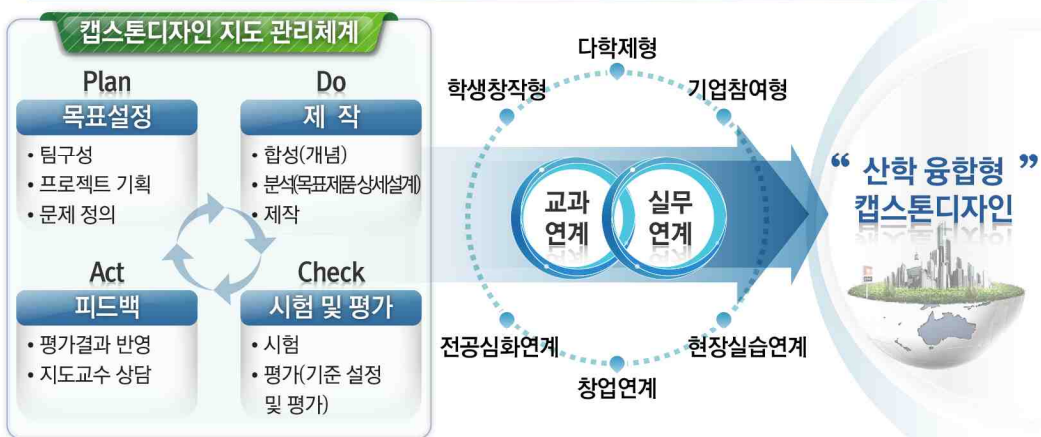 캡스톤디자인 지도 관리체계
Plan
목표설정
• 팀구성
• 프로젝트 기획
• 문제 정의
Do
제 작
• 합성(개념)
• 분석(목표제품 상세설계)
• 제작
Act
피드백
• 평가결과 반영
• 지도교수 상담
Check
시험 및 평가
• 시험
• 평가(기준 설정
및 평가)
다학제형
학생창작형
기업참여형
교과
연계
실무
연계
전공심화연계
현장실습연계
창업연계
“ 산학 융합형 ”
캡스톤디자인